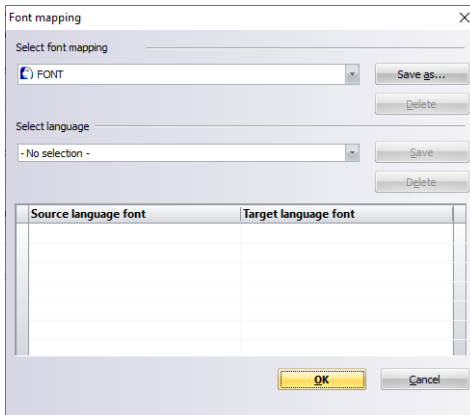 Font mapping
Select font mapping
FONT
Save as...
Delete
Select language
- No selection -
Save
Delete
Source language font Target language font
OK Cancel